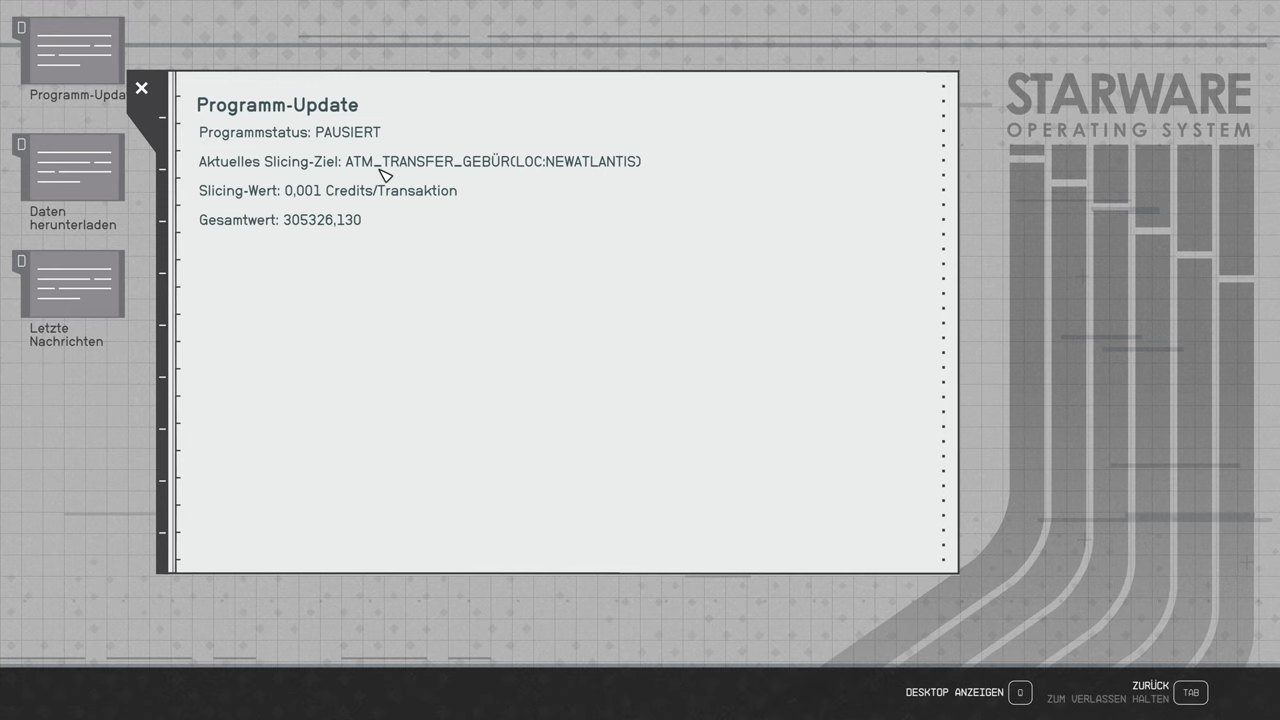 Programm-Upda
Daten
herunterladen
Letzte
Nachrichten
Programm-Update
Programmstatus: PAUSIERT
Aktuelles Slicing-Ziel: ATM_TRANSFER_GEBÜR(LOC:NEWATLANTIS)
Slicing-Wert: 0,001 Credits/Transaktion
Gesamtwert: 305326,130
STARWARE
OPERATING SYSTEM
DESKTOP ANZEIGEN Q
ZURÜCK
ZUM VERLASSEN HALTEN TAB